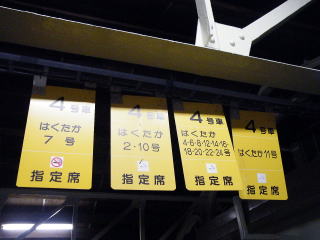 4号車
はくたか
7号
指定席
4号車
はくたか
2・10号
指定席
4号車
はくたか
4・6・8・12・14・16・
18・20・22・24号
指定席
4号車
はくたか11号
指定席